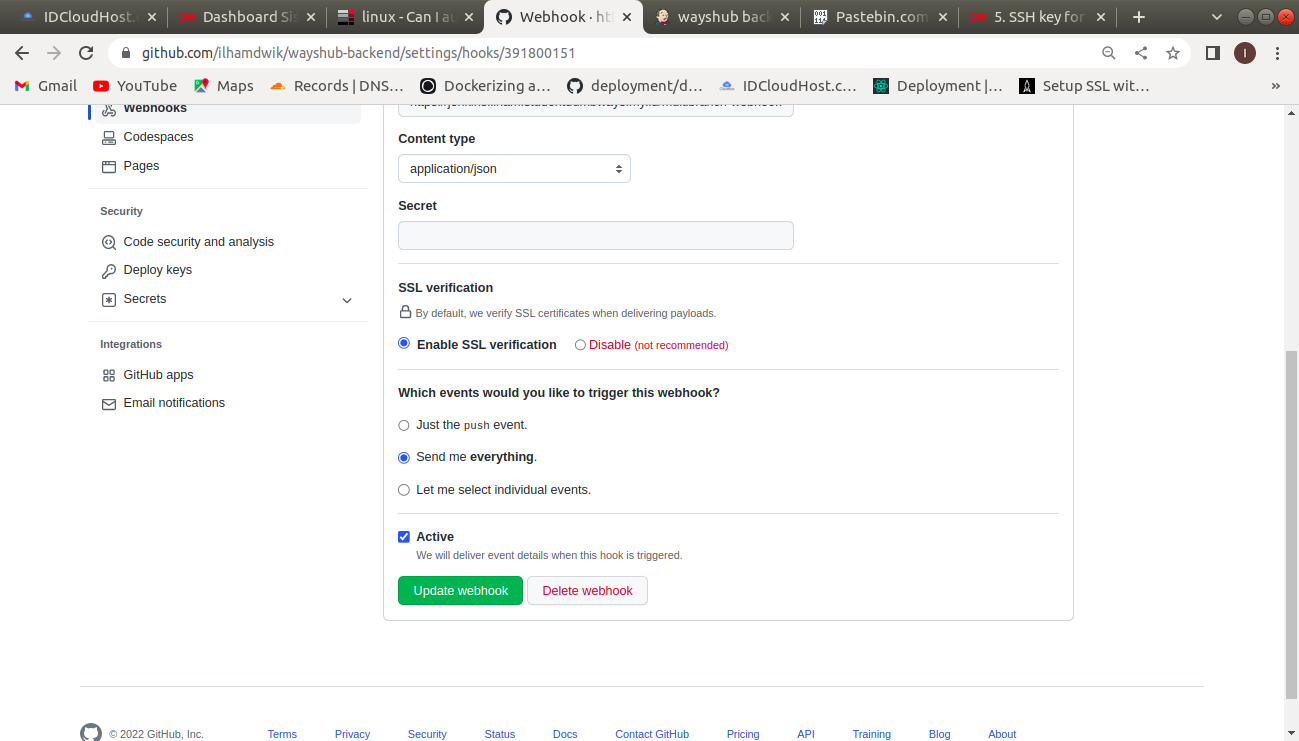 IDCloudHost.
Dashboard Sis
linux - Can I au
Webhook · ht
wayshub back
Pastebin.com
5. SSH key for
github.com/ilhamdwik/wayshub-backend/settings/hooks/391800151
I
Gmail
YouTube
Maps
Records | DNS...
Dockerizing a...
deployment/d...
IDCloudHost.c...
Deployment |...
Setup SSL wit...
»
Webhooks
Codespaces
Pages
Security
Code security and analysis
Deploy keys
Secrets
Integrations
GitHub apps
Email notifications
Content type
application/json
Secret
SSL verification
By default, we verify SSL certificates when delivering payloads.
Enable SSL verification
Disable (not recommended)
Which events would you like to trigger this webhook?
Just the push event.
Send me everything.
Let me select individual events.
Active
We will deliver event details when this hook is triggered.
Update webhook
Delete webhook
© 2022 GitHub, Inc.
Terms
Privacy
Security
Status
Docs
Contact GitHub
Pricing
API
Training
Blog
About